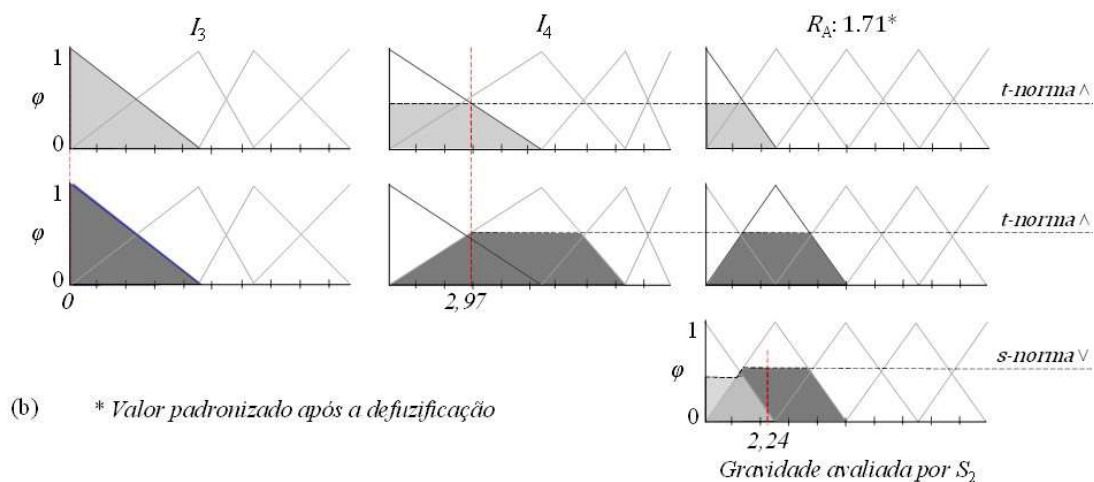 I3 I4 RA: 1.71*
1
φ
0
t-norma ∧
1
φ
0
t-norma ∧
0
2,97
1
φ
0
s-norma ∨
2,24
(b) * Valor padronizado após a defuzificação
Gravidade avaliada por S2